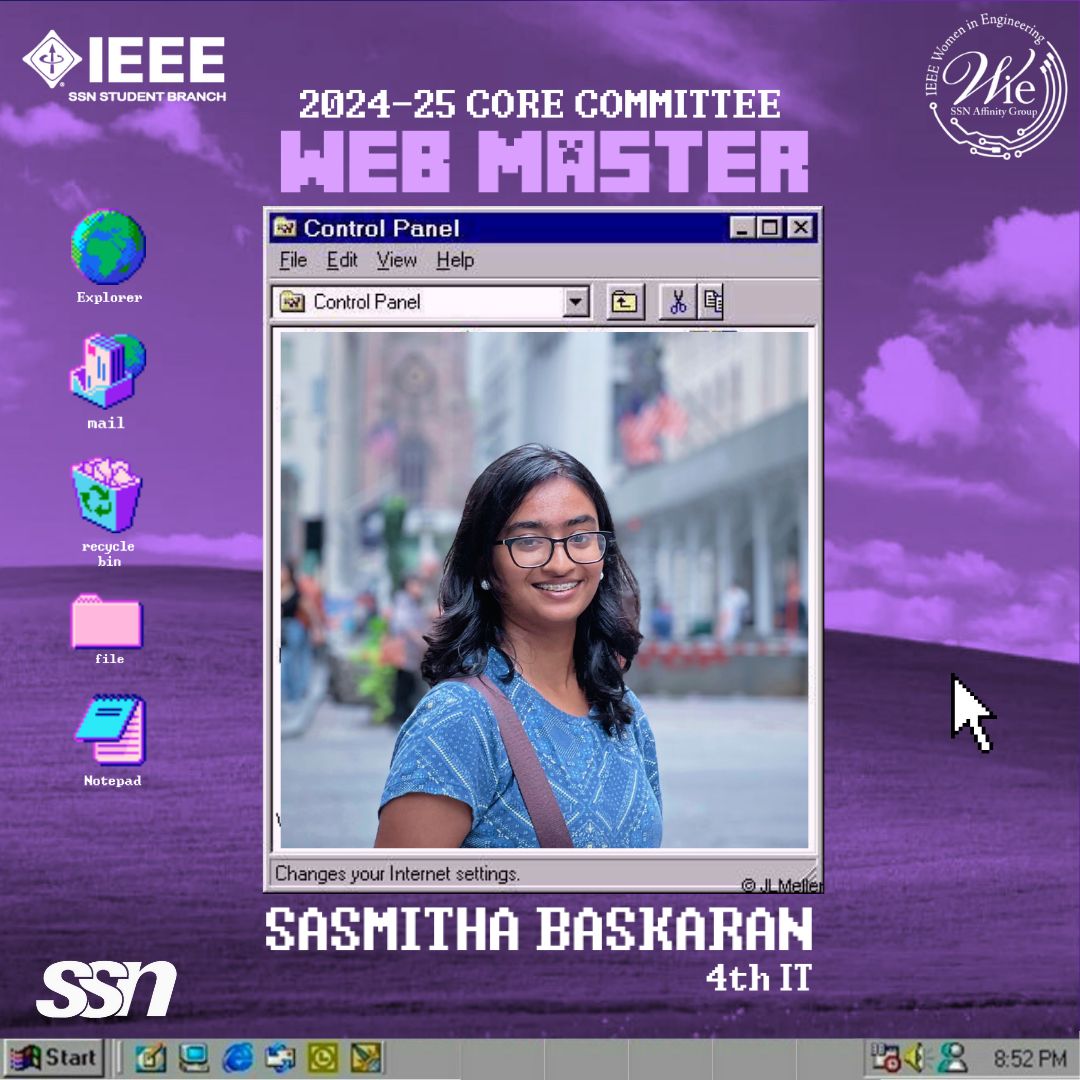 IEEE
SSN STUDENT BRANCH
IEEE Women in Engineering
WiE
SSN Affinity Group
2024-25 CORE COMMITTEE
WEB MASTER
Control Panel
File Edit View Help
Control Panel
Explorer
mail
recycle
bin
file
Notepad
Changes your Internet settings.
SASMITHA BASKARAN
4th IT
ssn
Start
8:52 PM